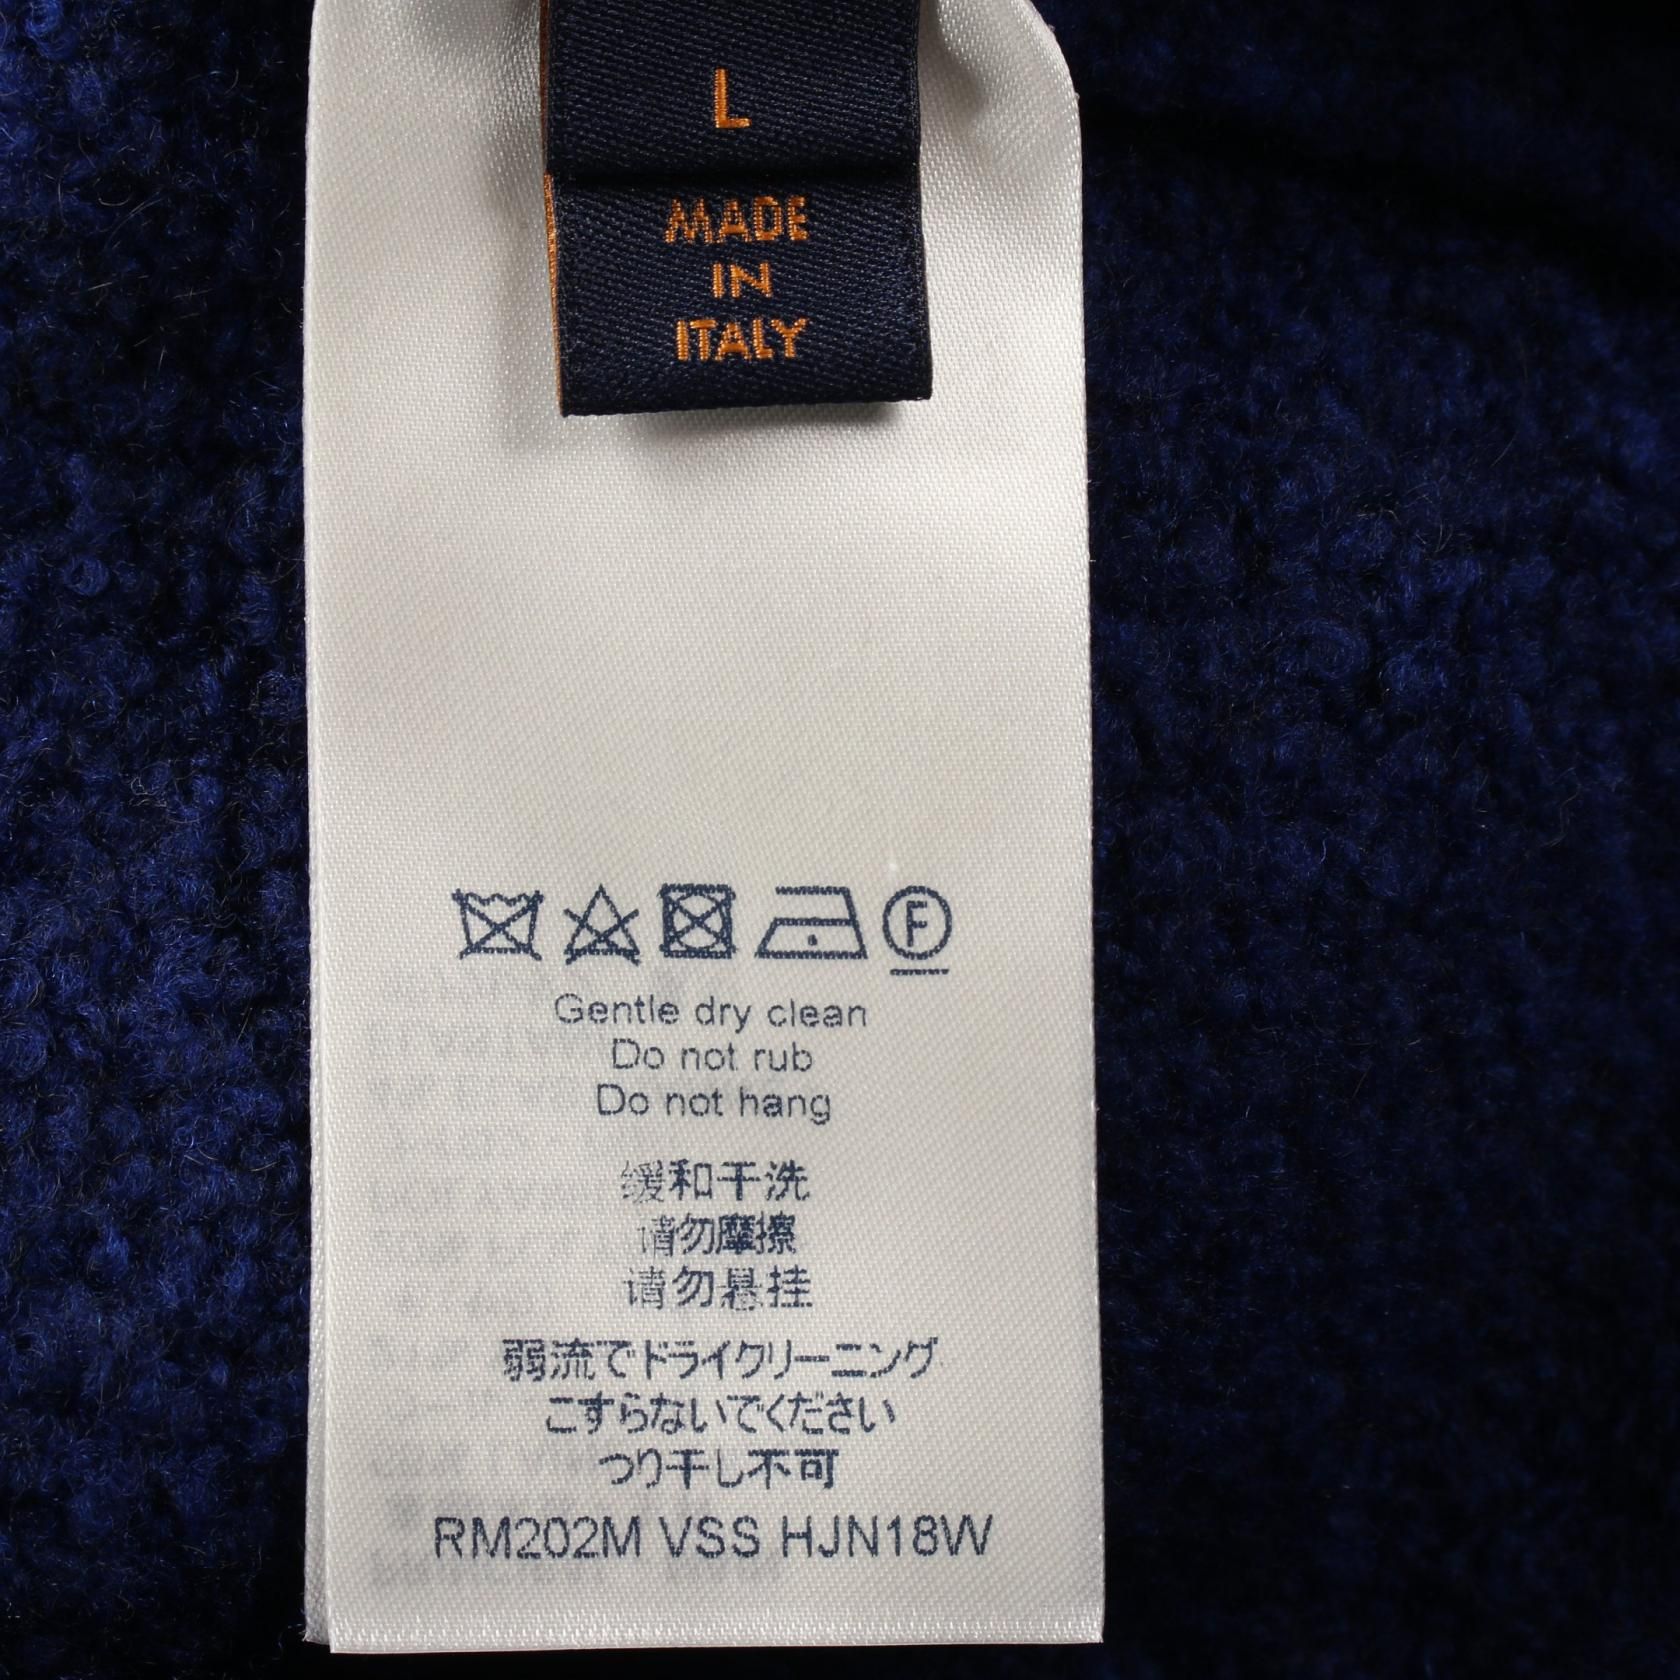 L
MADE
IN
ITALY
F
Gentle dry clean
Do not rub
Do not hang
缓和干洗
请勿摩擦
请勿悬挂
弱流でドライクリーニング
こすらないでください
つり干し不可
RM202M VSS HJN18W